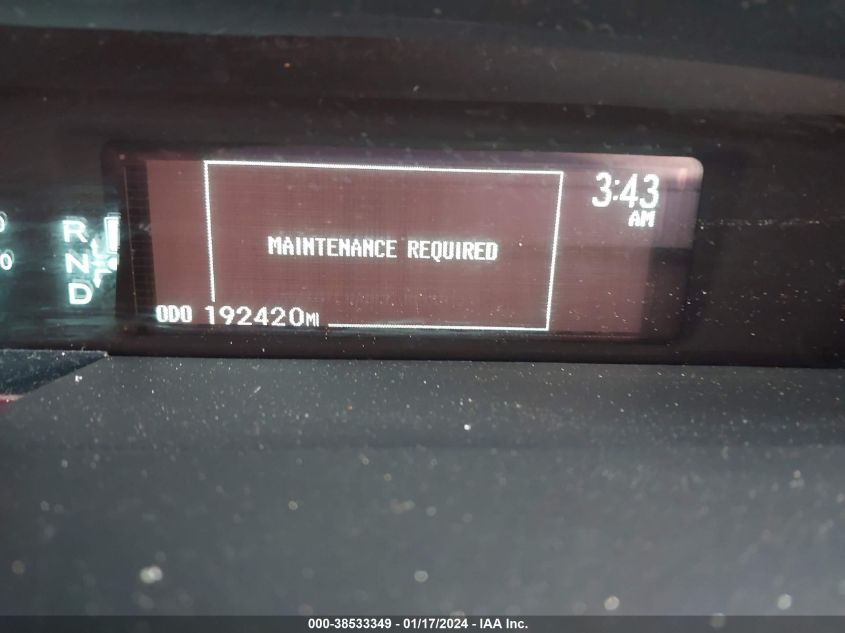 3:43
AM
R
N
D
MAINTENANCE REQUIRED
ODO 192420MI
000-38533349 - 01/17/2024 - IAA Inc.